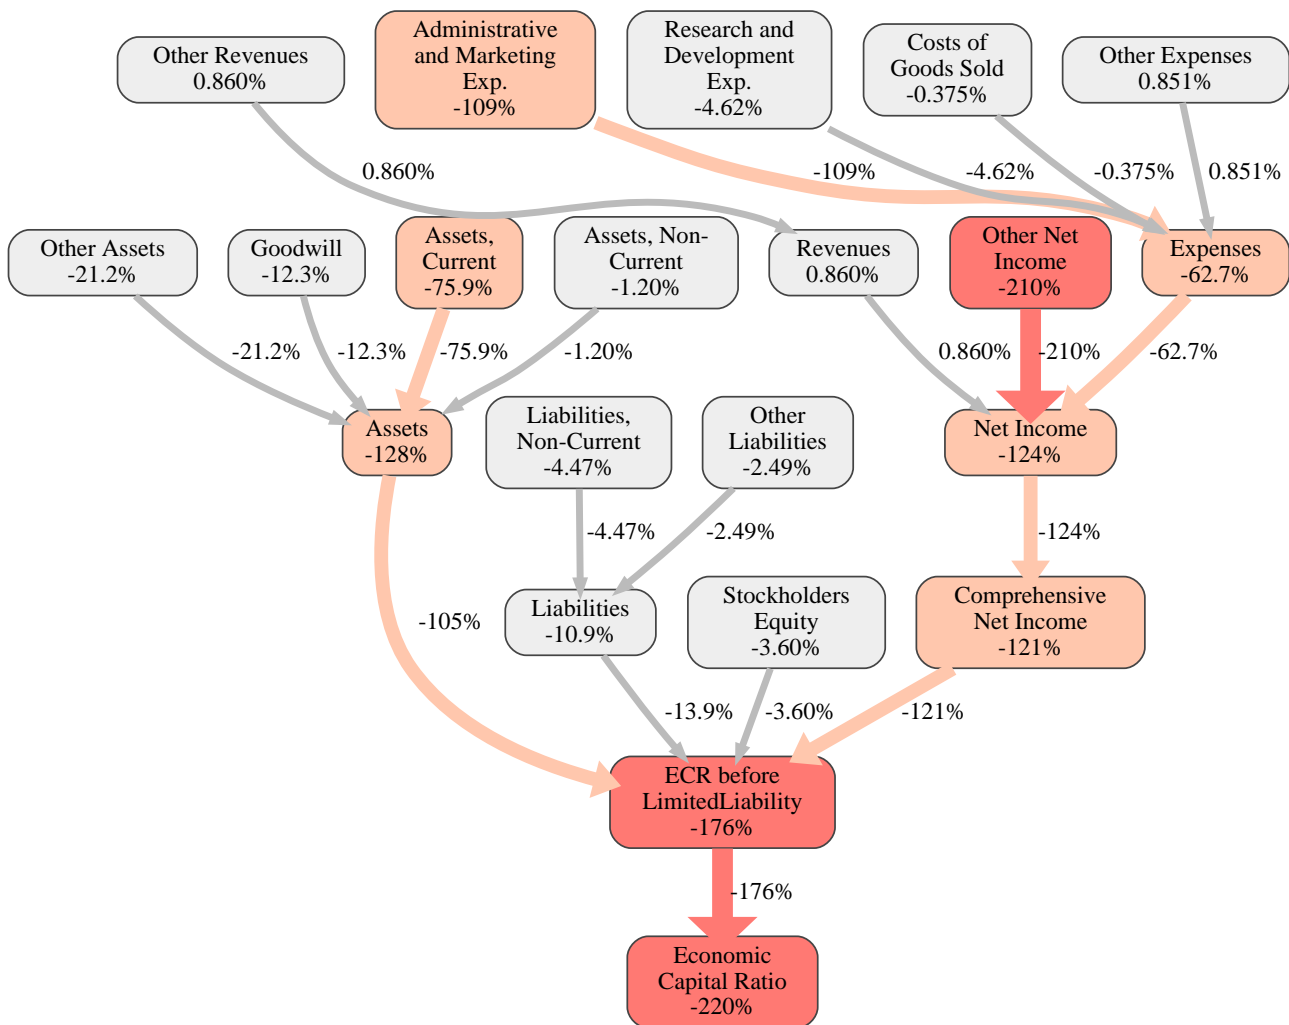 Other Revenues
0.860%
Administrative
and Marketing
Exp.
-109%
Research and
Development
Exp.
-4.62%
Costs of
Goods Sold
-0.375%
Other Expenses
0.851%
0.860%
-109%
-4.62%
-0.375%
0.851%
Other Assets
-21.2%
Goodwill
-12.3%
Assets,
Current
-75.9%
Assets, Non-
Current
-1.20%
Revenues
0.860%
Other Net
Income
-210%
Expenses
-62.7%
-21.2%
-12.3%
-75.9%
-1.20%
0.860%
-210%
-62.7%
Assets
-128%
Liabilities,
Non-Current
-4.47%
Other
Liabilities
-2.49%
Net Income
-124%
-4.47%
-2.49%
-124%
Liabilities
-10.9%
Stockholders
Equity
-3.60%
Comprehensive
Net Income
-121%
-105%
-13.9%
-3.60%
-121%
ECR before
LimitedLiability
-176%
-176%
Economic
Capital Ratio
-220%